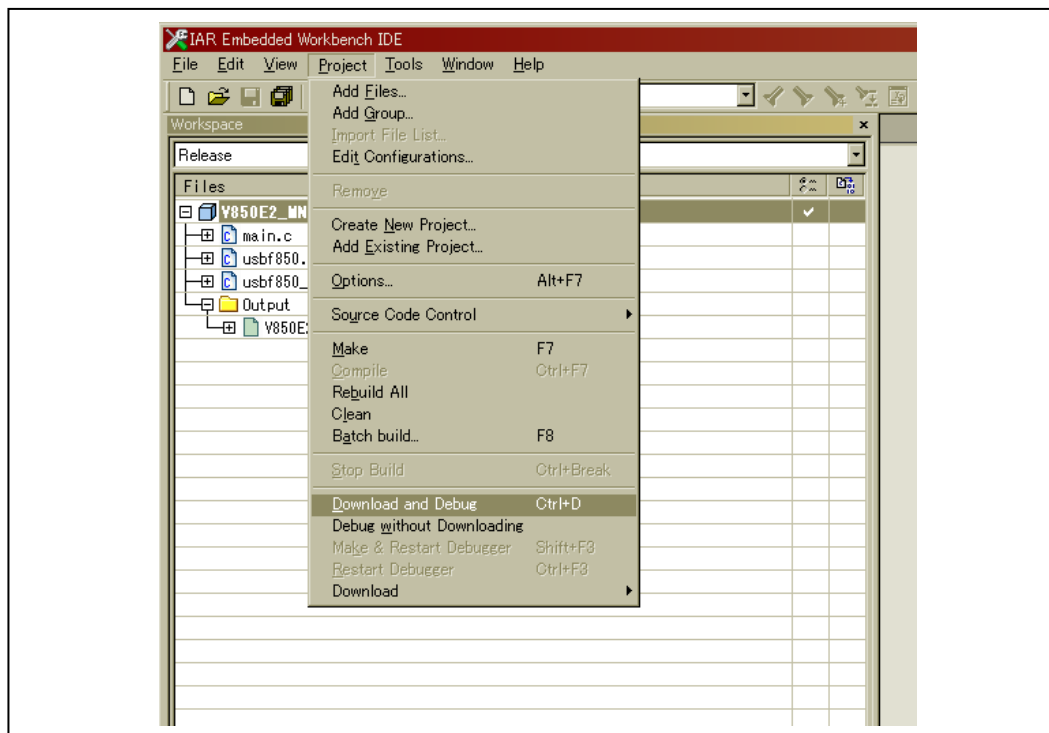 IAR Embedded Workbench IDE
File Edit View Project Tools Window Help
Workspace
Release
Files
V850E2_MN
main.c
usbf850.
usbf850_
Output
V850E2
Add Files...
Add Group...
Import File List...
Edit Configurations...
Remove
Create New Project...
Add Existing Project...
Options... Alt+F7
Source Code Control
Make F7
Compile Ctrl+F7
Rebuild All
Clean
Batch build... F8
Stop Build Ctrl+Break
Download and Debug Ctrl+D
Debug without Downloading
Make & Restart Debugger Shift+F3
Restart Debugger Ctrl+F3
Download